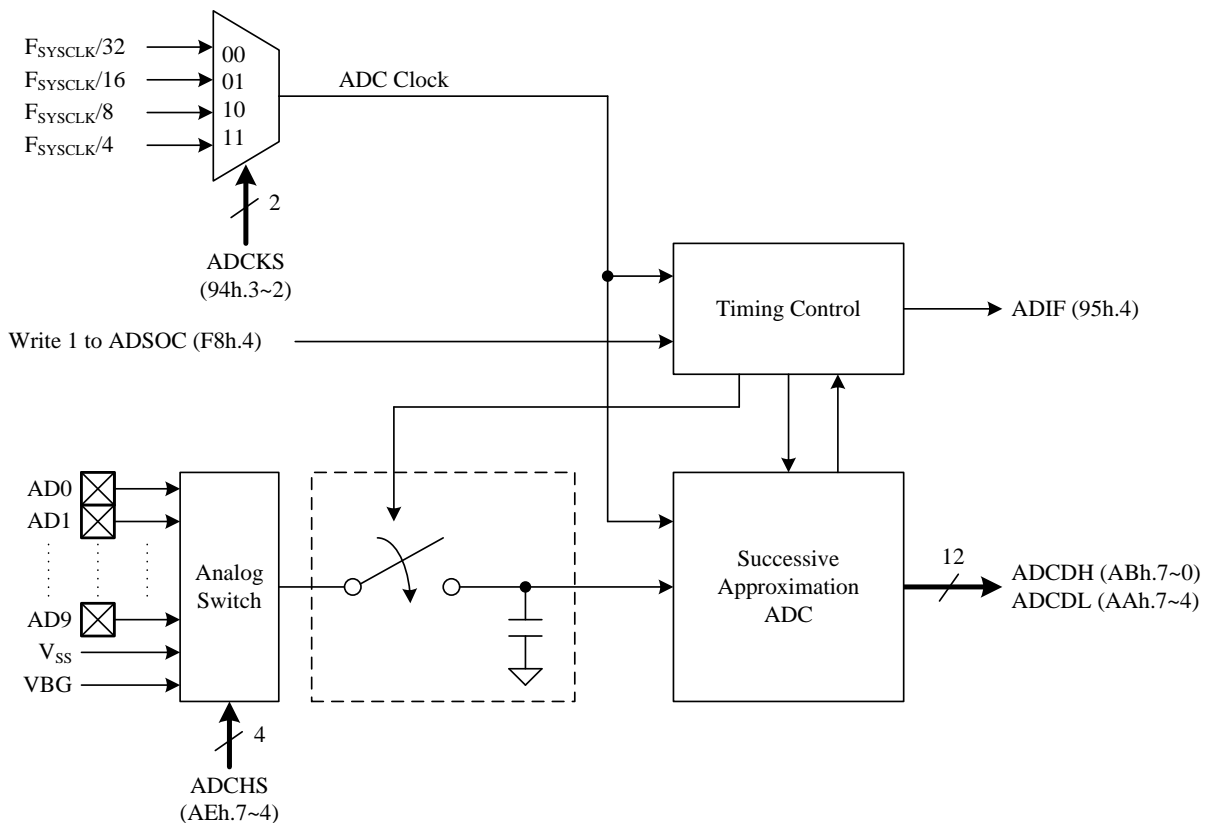 FSYSCLK/32
FSYSCLK/16
FSYSCLK/8
FSYSCLK/4
00
01
10
11
ADC Clock
2
ADCKS
(94h.3~2)
Timing Control
ADIF (95h.4)
Write 1 to ADSOC (F8h.4)
AD0
AD1
AD9
VSS
VBG
Analog
Switch
4
ADCHS
(AEh.7~4)
Successive
Approximation
ADC
12
ADCDH (ABh.7~0)
ADCDL (AAh.7~4)